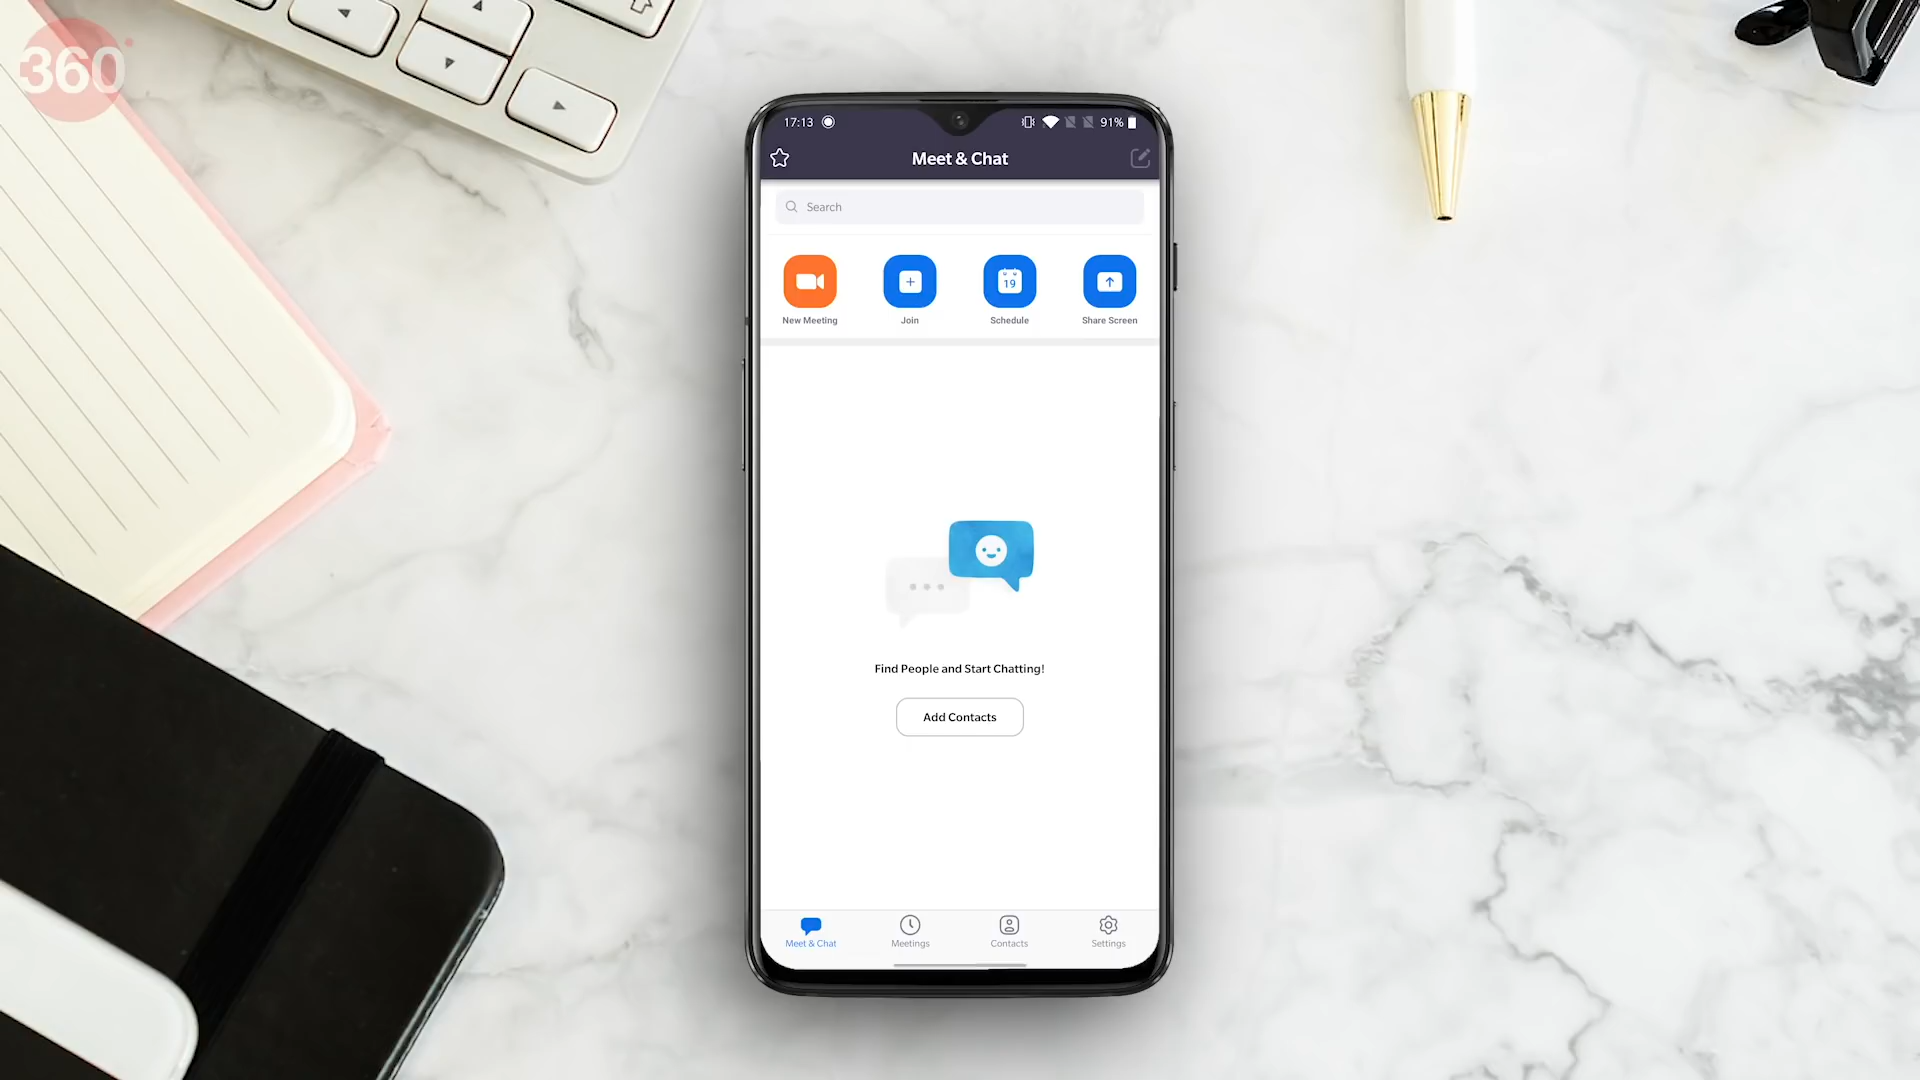 360
17:13
91%
Meet & Chat
Search
19
New Meeting
Join
Schedule
Share Screen
Find People and Start Chatting!
Add Contacts
Meet & Chat
Meetings
Contacts
Settings